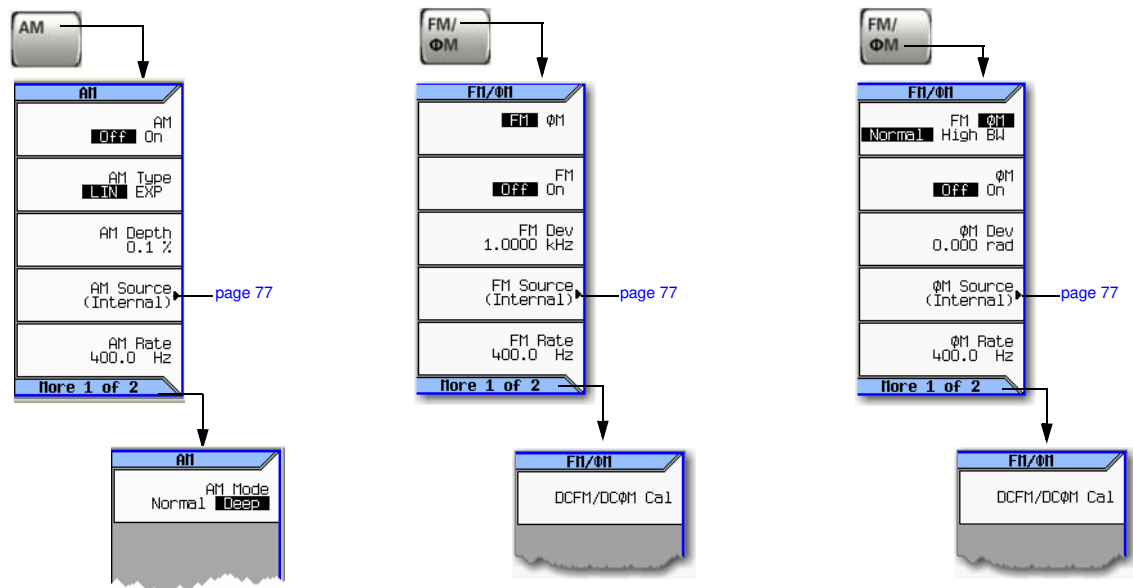 AM
AM
AM
Off On
AM Type
LIN EXP
AM Depth
0.1 %
AM Source
(Internal)
page 77
AM Rate
400.0 Hz
More 1 of 2
AM
AM Mode
Normal Deep
FM/
ΦM
FM/ΦM
FM ΦM
FM
Off On
FM Dev
1.0000 kHz
FM Source
(Internal)
page 77
FM Rate
400.0 Hz
More 1 of 2
FM/ΦM
DCFM/DCΦM Cal
FM/
ΦM
FM/ΦM
FM ΦM
Normal High BW
ΦM
Off On
ΦM Dev
0.000 rad
ΦM Source
(Internal)
page 77
ΦM Rate
400.0 Hz
More 1 of 2
FM/ΦM
DCFM/DCΦM Cal